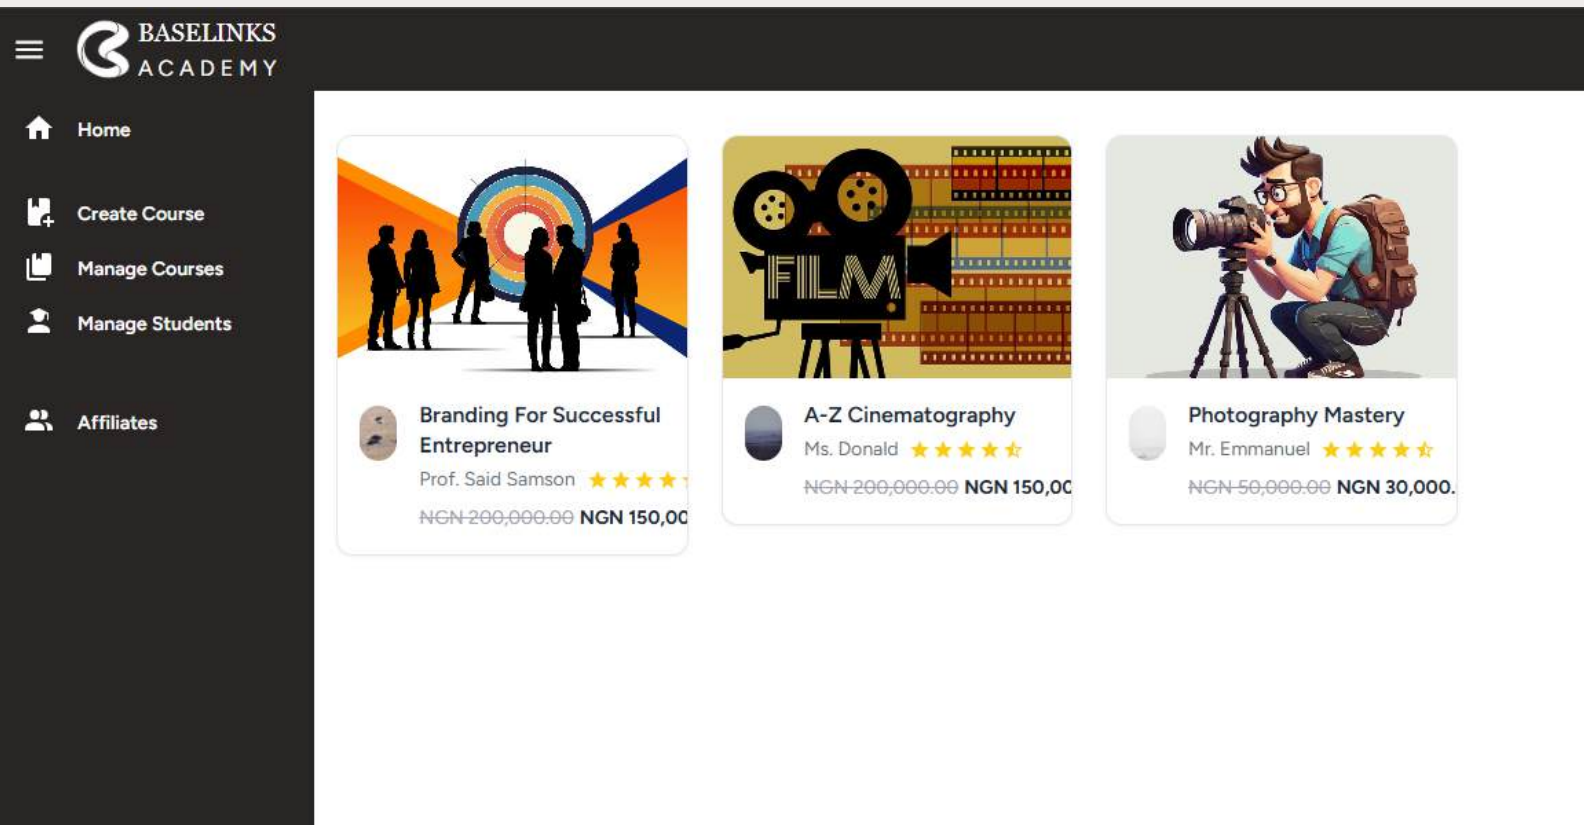 BASELINKS
ACADEMY
Home
Create Course
Manage Courses
Manage Students
Affiliates
FILM
Branding For Successful
Entrepreneur
Prof. Said Samson
NGN 200,000.00 NGN 150,00
A-Z Cinematography
Ms. Donald
NGN 200,000.00 NGN 150,00
Photography Mastery
Mr. Emmanuel
NGN 50,000.00 NGN 30,000.